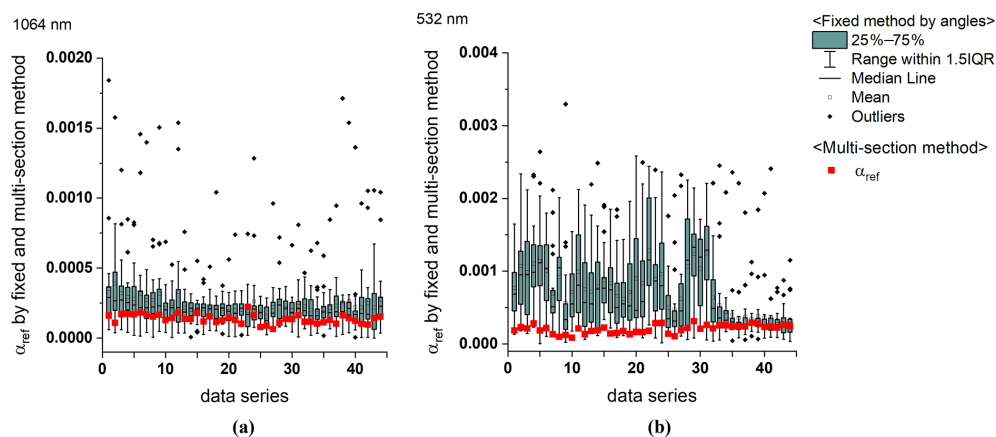 1064 nm
α_ref by fixed and multi-section method
0.0020
0.0015
0.0010
0.0005
0.0000
0 10 20 30 40
data series
(a)
532 nm
α_ref by fixed and multi-section method
0.004
0.003
0.002
0.001
0.000
0 10 20 30 40
data series
(b)
<Fixed method by angles>
25%–75%
Range within 1.5IQR
Median Line
Mean
Outliers
<Multi-section method>
α_ref